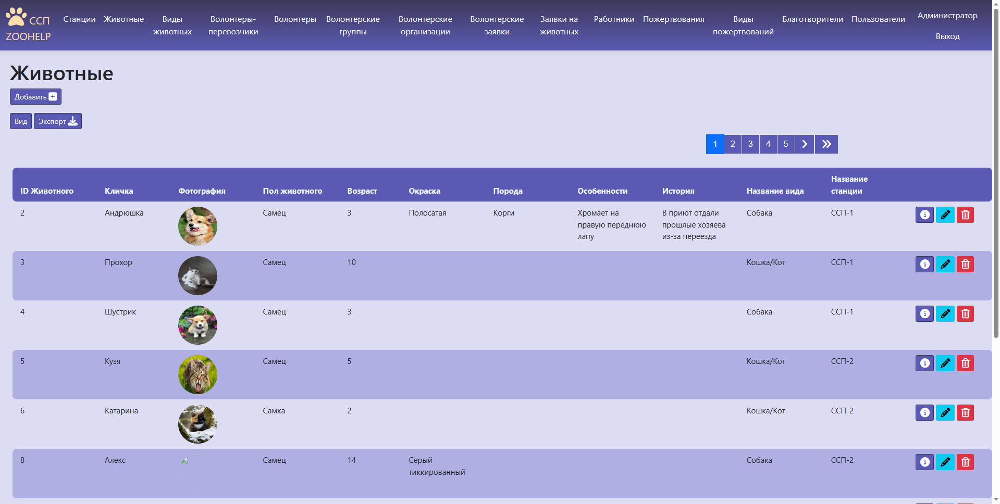 ССП
ZOOHELP
Станции
Животные
Виды
животных
Волонтеры-
перевозчики
Волонтеры
Волонтерские
группы
Волонтерские
организации
Волонтерские
заявки
Заявки на
животных
Работники
Пожертвования
Виды
пожертвований
Благотворители
Пользователи
Администратор
Выход
Животные
Добавить
Вид Экспорт
1 2 3 4 5
ID Животного Кличка Фотография Пол животного Возраст Окраска Порода Особенности История Название вида Название
станции
2 Андрюшка Самец 3 Полосатая Корги Хромает на
правую переднюю
лапу
В приют отдали
прошлые хозяева
из-за переезда
Собака ССП-1
3 Прохор Самец 10 Кошка/Кот ССП-1
4 Шустрик Самец 3 Собака ССП-1
5 Кузя Самец 5 Кошка/Кот ССП-2
6 Катарина Самка 2 Кошка/Кот ССП-2
8 Алекс Самец 14 Серый
тиккированный
Собака ССП-2